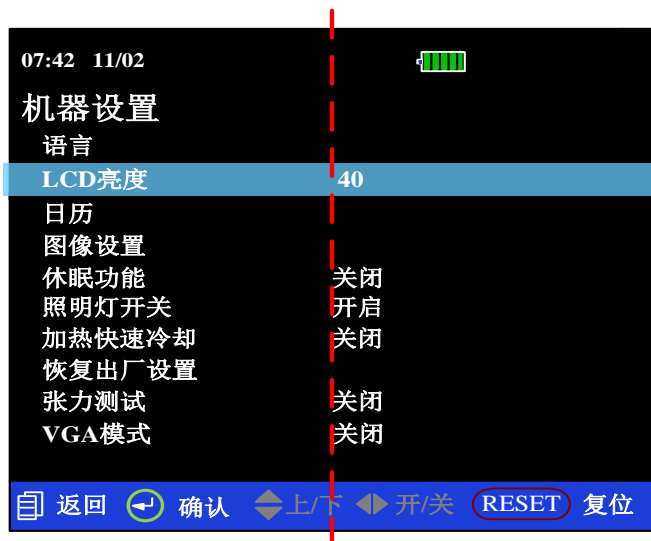 07:42 11/02
机器设置
语言
LCD亮度 40
日历
图像设置
休眠功能 关闭
照明灯开关 开启
加热快速冷却 关闭
恢复出厂设置
张力测试 关闭
VGA模式 关闭
返回 确认 上/下 开/关 RESET 复位